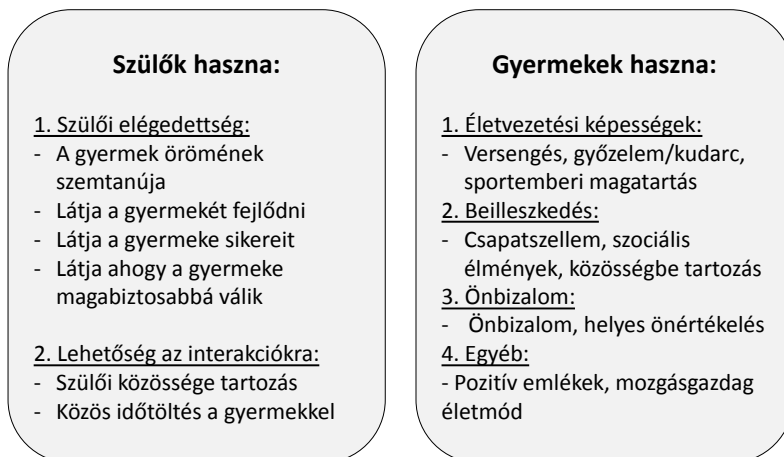 Szülők haszna:
1. Szülői elégedettség:
- A gyermek örömének
szemtanúja
- Látja a gyermekét fejlődni
- Látja a gyermeke sikereit
- Látja ahogy a gyermeke
magabiztosabbá válik
2. Lehetőség az interakciókra:
- Szülői közössége tartozás
- Közös időtöltés a gyermekkel
Gyermekek haszna:
1. Életvezetési képességek:
- Versengés, győzelem/kudarc,
sportemberi magatartás
2. Beilleszkedés:
- Csapatszellem, szociális
élmények, közösségbe tartozás
3. Önbizalom:
- Önbizalom, helyes önértékelés
4. Egyéb:
- Pozitív emlékek, mozgásgazdag
életmód